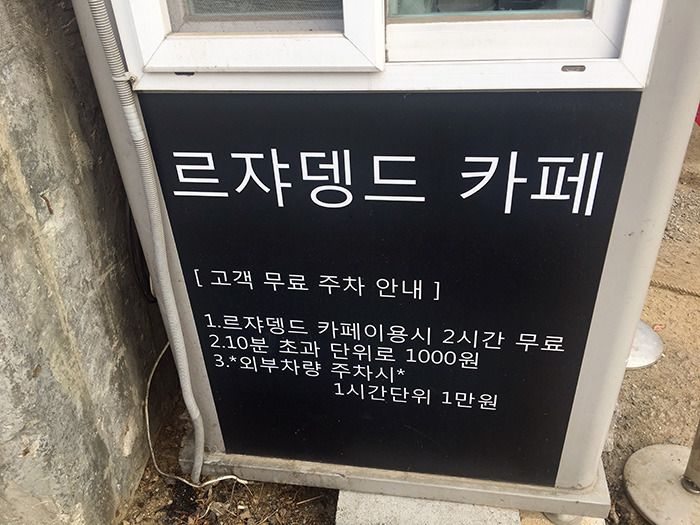 르쟈뎅드 카페
[ 고객 무료 주차 안내 ]
1.르쟈뎅드 카페이용시 2시간 무료
2.10분 초과 단위로 1000원
3.*외부차량 주차시*
1시간단위 1만원